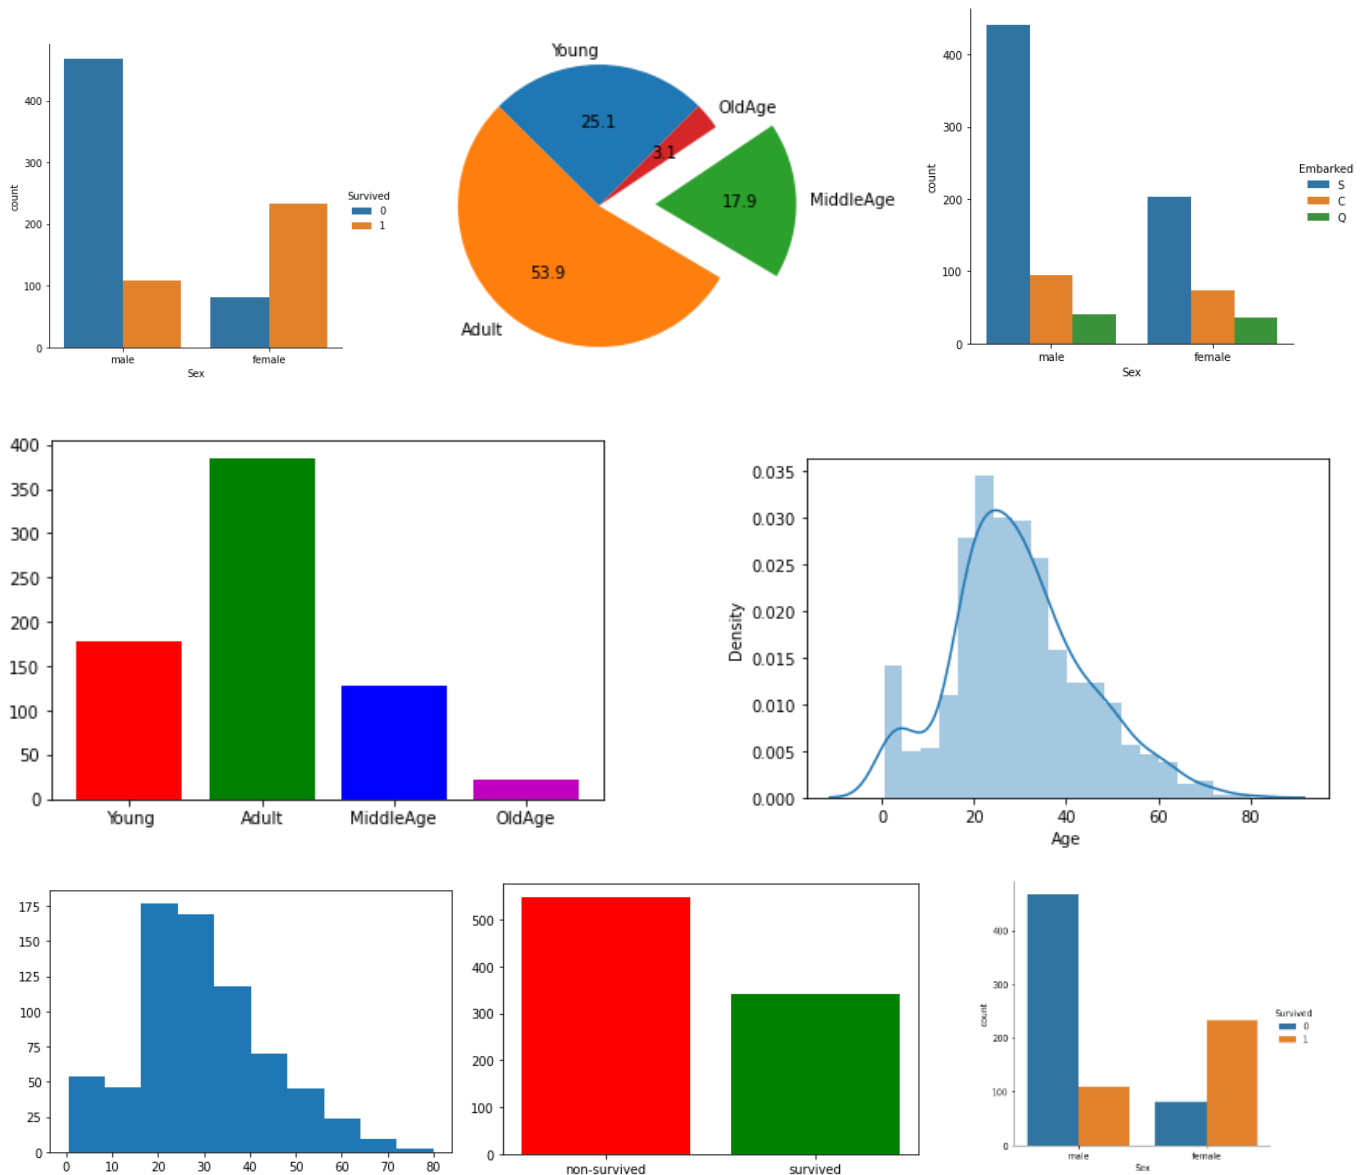 400
300
200
100
0
count
male
female
Sex
Survived
0
1
Young
25.1
OldAge
3.1
MiddleAge
17.9
53.9
Adult
400
300
200
100
0
count
male
female
Sex
Embarked
S
C
Q
400
350
300
250
200
150
100
50
0
Young Adult MiddleAge OldAge
0.035
0.030
0.025
0.020
0.015
0.010
0.005
0.000
Density
0 20 40 60 80
Age
175
150
125
100
75
50
25
0
0 10 20 30 40 50 60 70 80
500
400
300
200
100
0
non-survived survived
400
300
200
100
0
count
male female
Sex
Survived
0
1